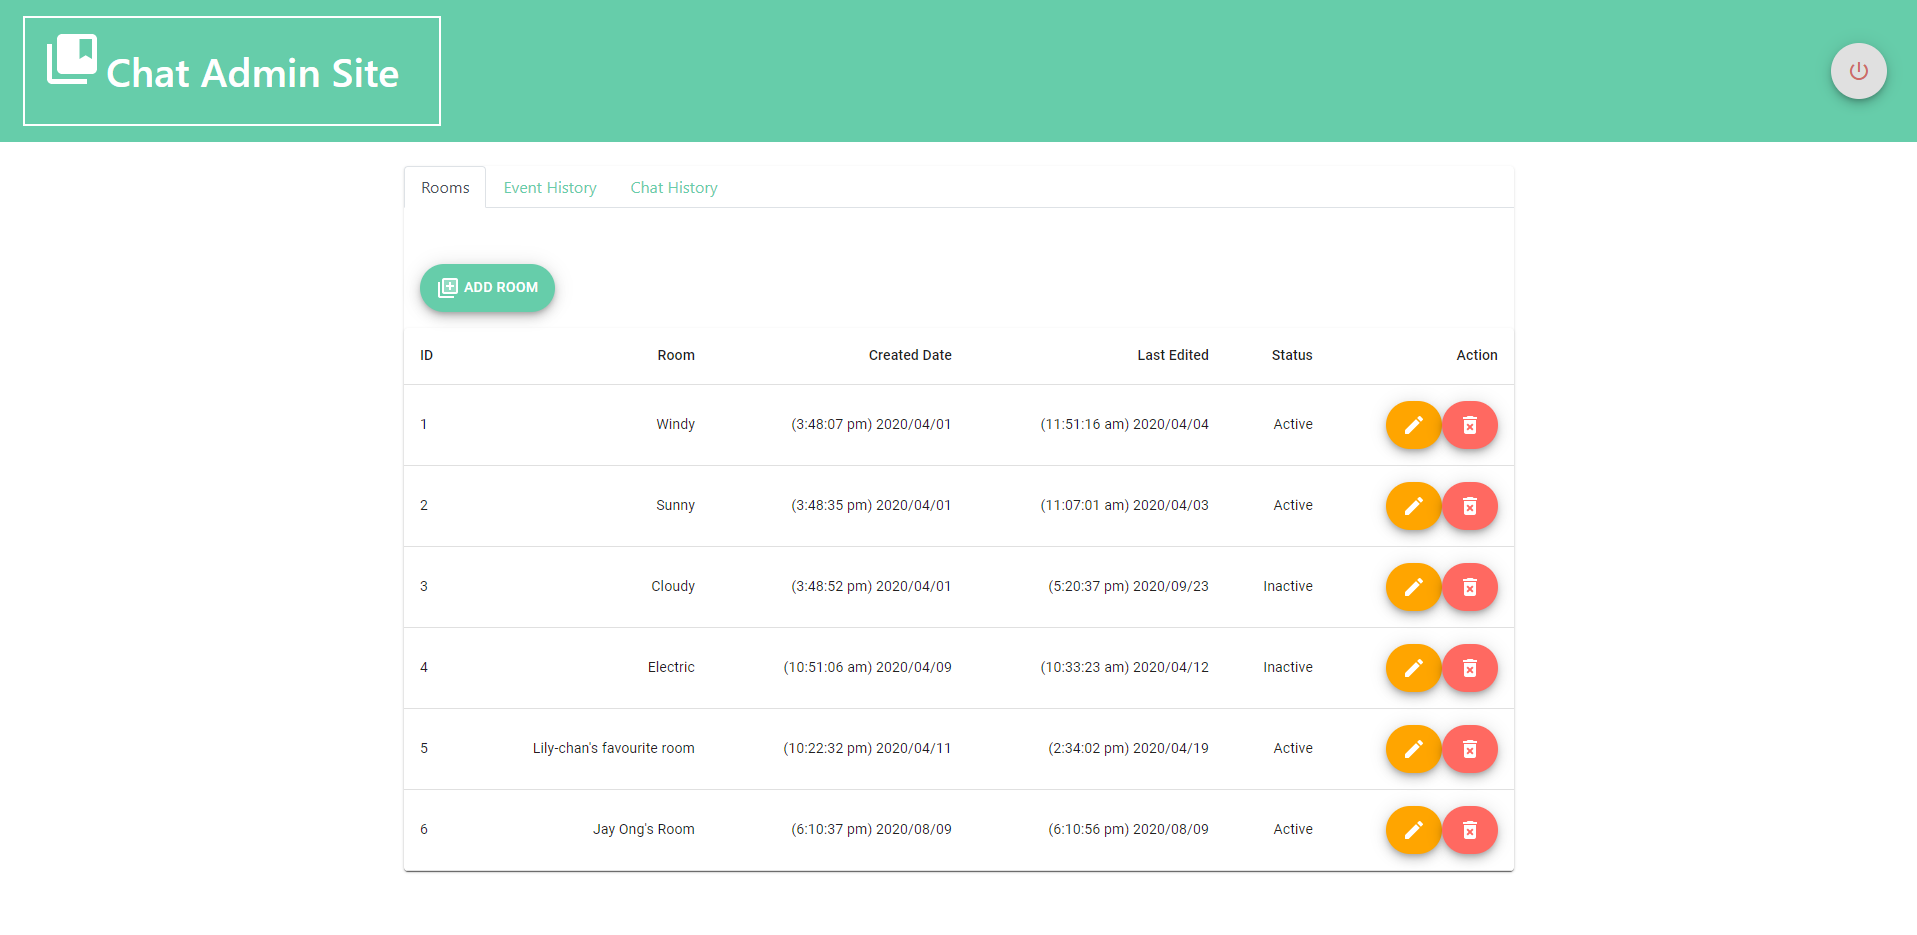 Chat Admin Site
Rooms Event History Chat History
ADD ROOM
ID Room Created Date Last Edited Status Action
1 Windy (3:48:07 pm) 2020/04/01 (11:51:16 am) 2020/04/04 Active
2 Sunny (3:48:35 pm) 2020/04/01 (11:07:01 am) 2020/04/03 Active
3 Cloudy (3:48:52 pm) 2020/04/01 (5:20:37 pm) 2020/09/23 Inactive
4 Electric (10:51:06 am) 2020/04/09 (10:33:23 am) 2020/04/12 Inactive
5 Lily-chan's favourite room (10:22:32 pm) 2020/04/11 (2:34:02 pm) 2020/04/19 Active
6 Jay Ong's Room (6:10:37 pm) 2020/08/09 (6:10:56 pm) 2020/08/09 Active